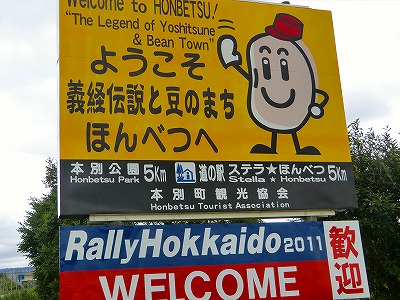 Welcome to HONBETSU!
"The Legend of Yoshitsune
& Bean Town"
ようこそ
義経伝説と豆のまち
ほんべつへ
本別公園 5Km 道の駅 ステラ★ほんべつ 5Km
Honbetsu Park Stella★Honbetsu
本別町観光協会
Honbetsu Tourist Association
RallyHokkaido 2011
WELCOME
歓迎